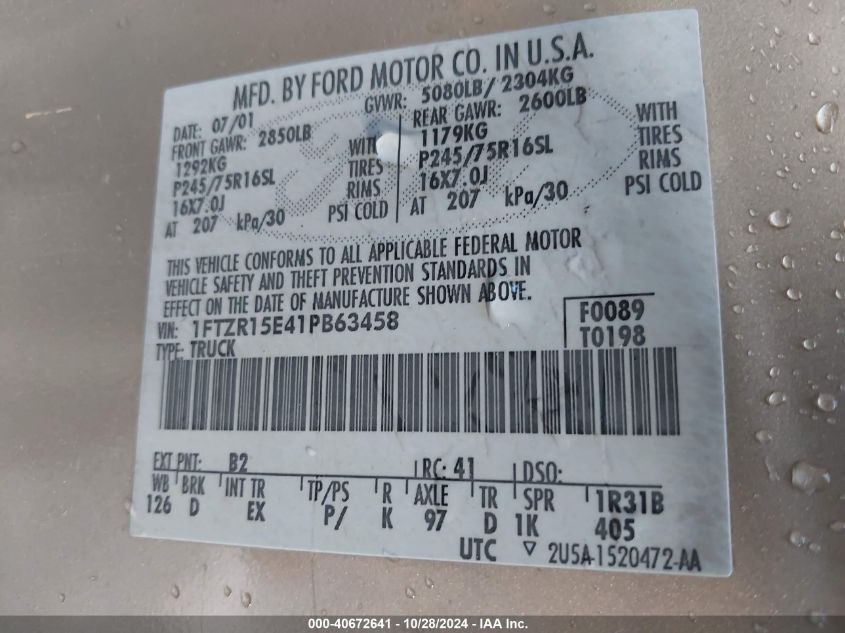 MFD. BY FORD MOTOR CO. IN U.S.A.
DATE: 07/01 GVWR: 5080LB/ 2304KG
FRONT GAWR: 2850LB REAR GAWR: 2600LB
1292KG WITH 1179KG WITH
P245/75R16SL TIRES P245/75R16SL TIRES
16X7.0J RIMS 16X7.0J RIMS
AT 207 kPa/30 PSI COLD AT 207 kPa/30 PSI COLD
THIS VEHICLE CONFORMS TO ALL APPLICABLE FEDERAL MOTOR
VEHICLE SAFETY AND THEFT PREVENTION STANDARDS IN
EFFECT ON THE DATE OF MANUFACTURE SHOWN ABOVE.
VIN: 1FTZR15E41PB63458 F0089
TYPE: TRUCK T0198
EXT PNT: B2 RC: 41 DSO:
WB BRK INT TR TP/PS R AXLE TR SPR 1R31B
126 D EX P/ K 97 D 1K 405
UTC ▽ 2U5A-1520472-AA
000-40672641 - 10/28/2024 - IAA Inc.